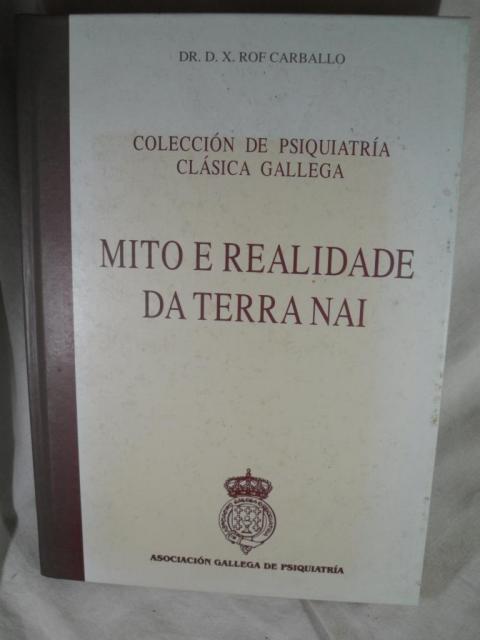 DR. D. X. ROF CARBALLO
COLECCIÓN DE PSIQUIATRÍA
CLÁSICA GALLEGA
MITO E REALIDADE
DA TERRA NAI
ASOCIACIÓN GALLEGA DE PSIQUIATRÍA